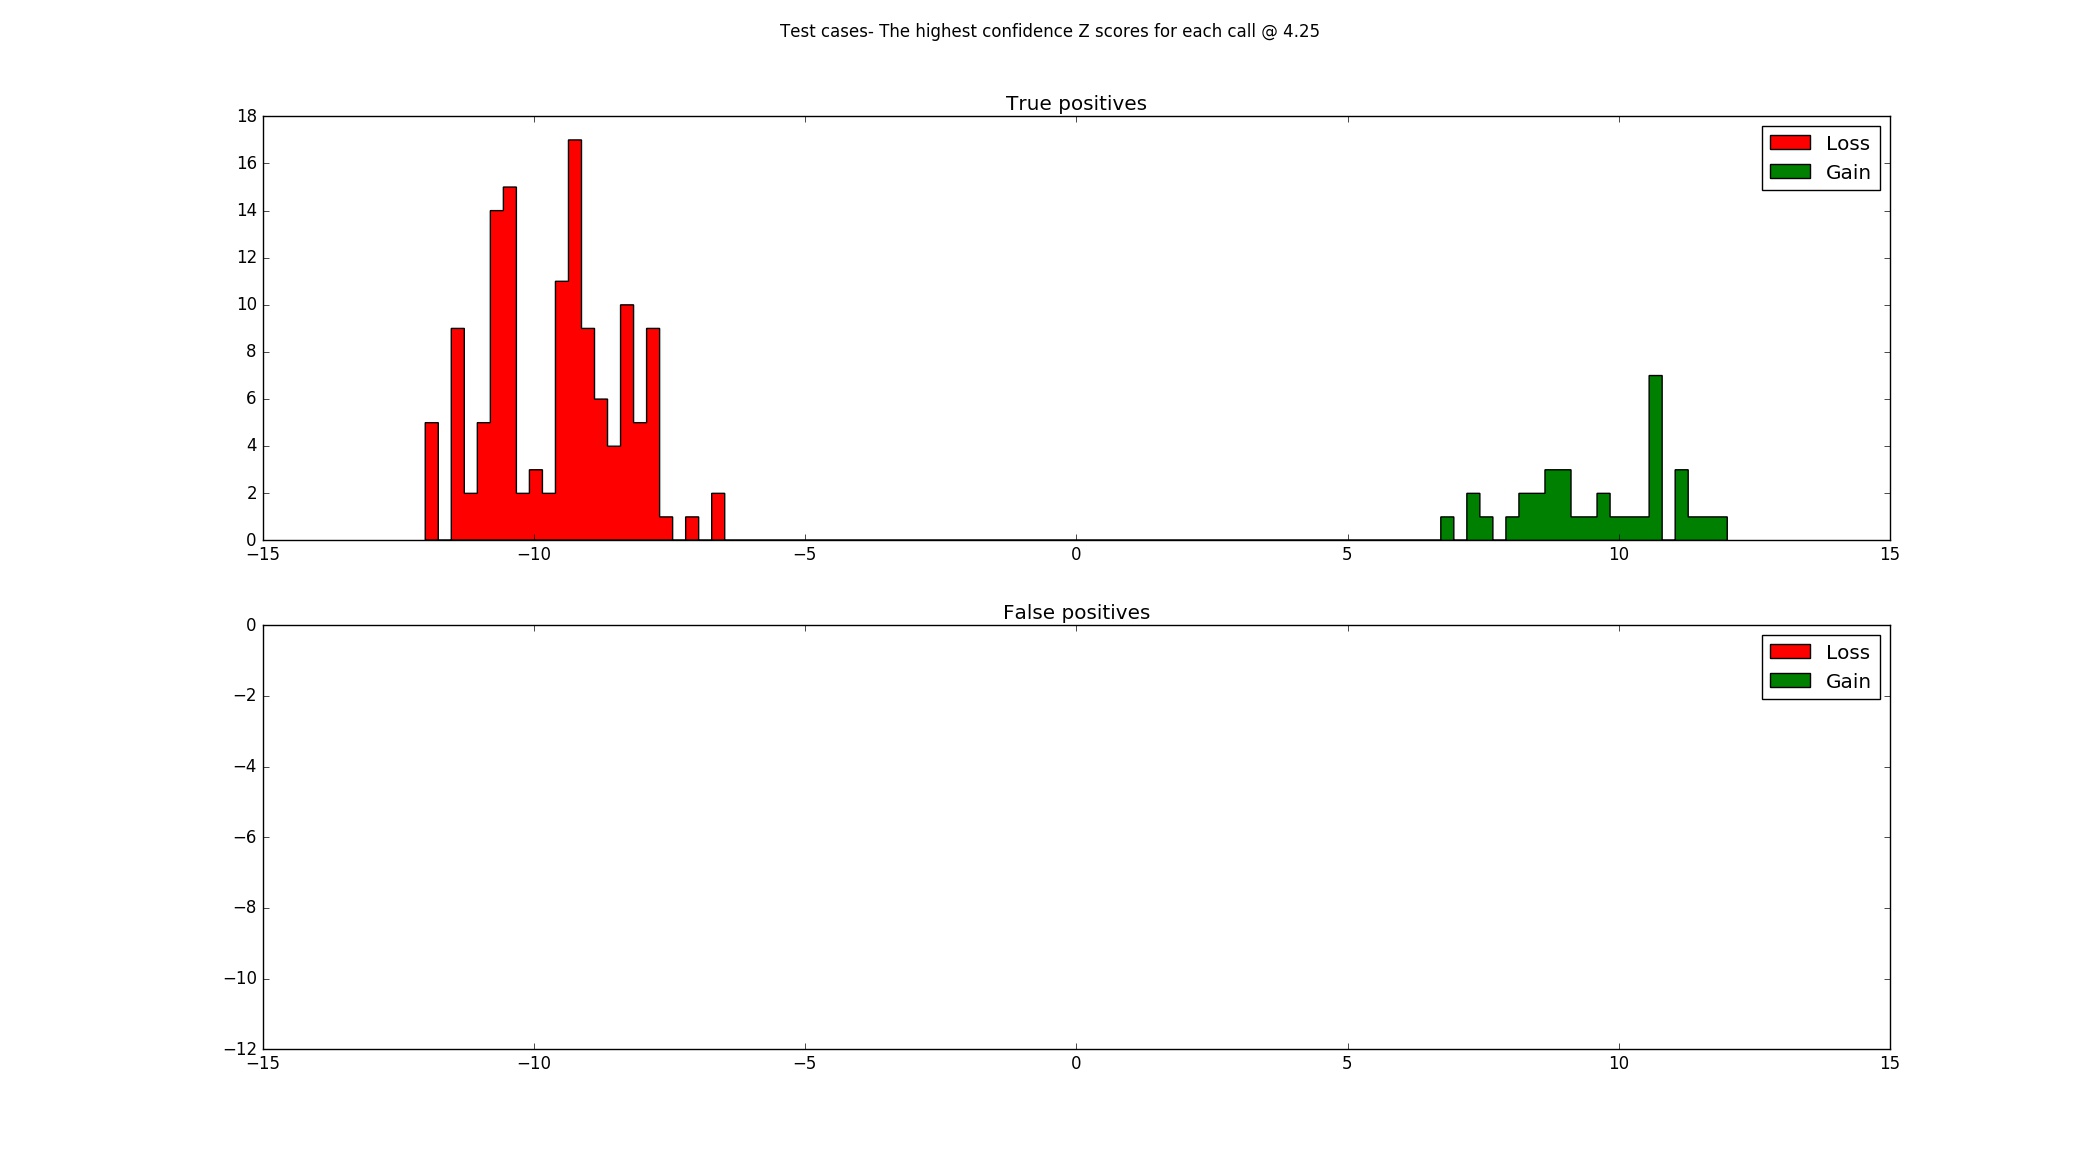 Test cases- The highest confidence Z scores for each call @ 4.25
True positives
18
16
14
12
10
8
6
4
2
0
Loss
Gain
−15 −10 −5 0 5 10 15
False positives
0
−2
−4
−6
−8
−10
−12
Loss
Gain
−15 −10 −5 0 5 10 15